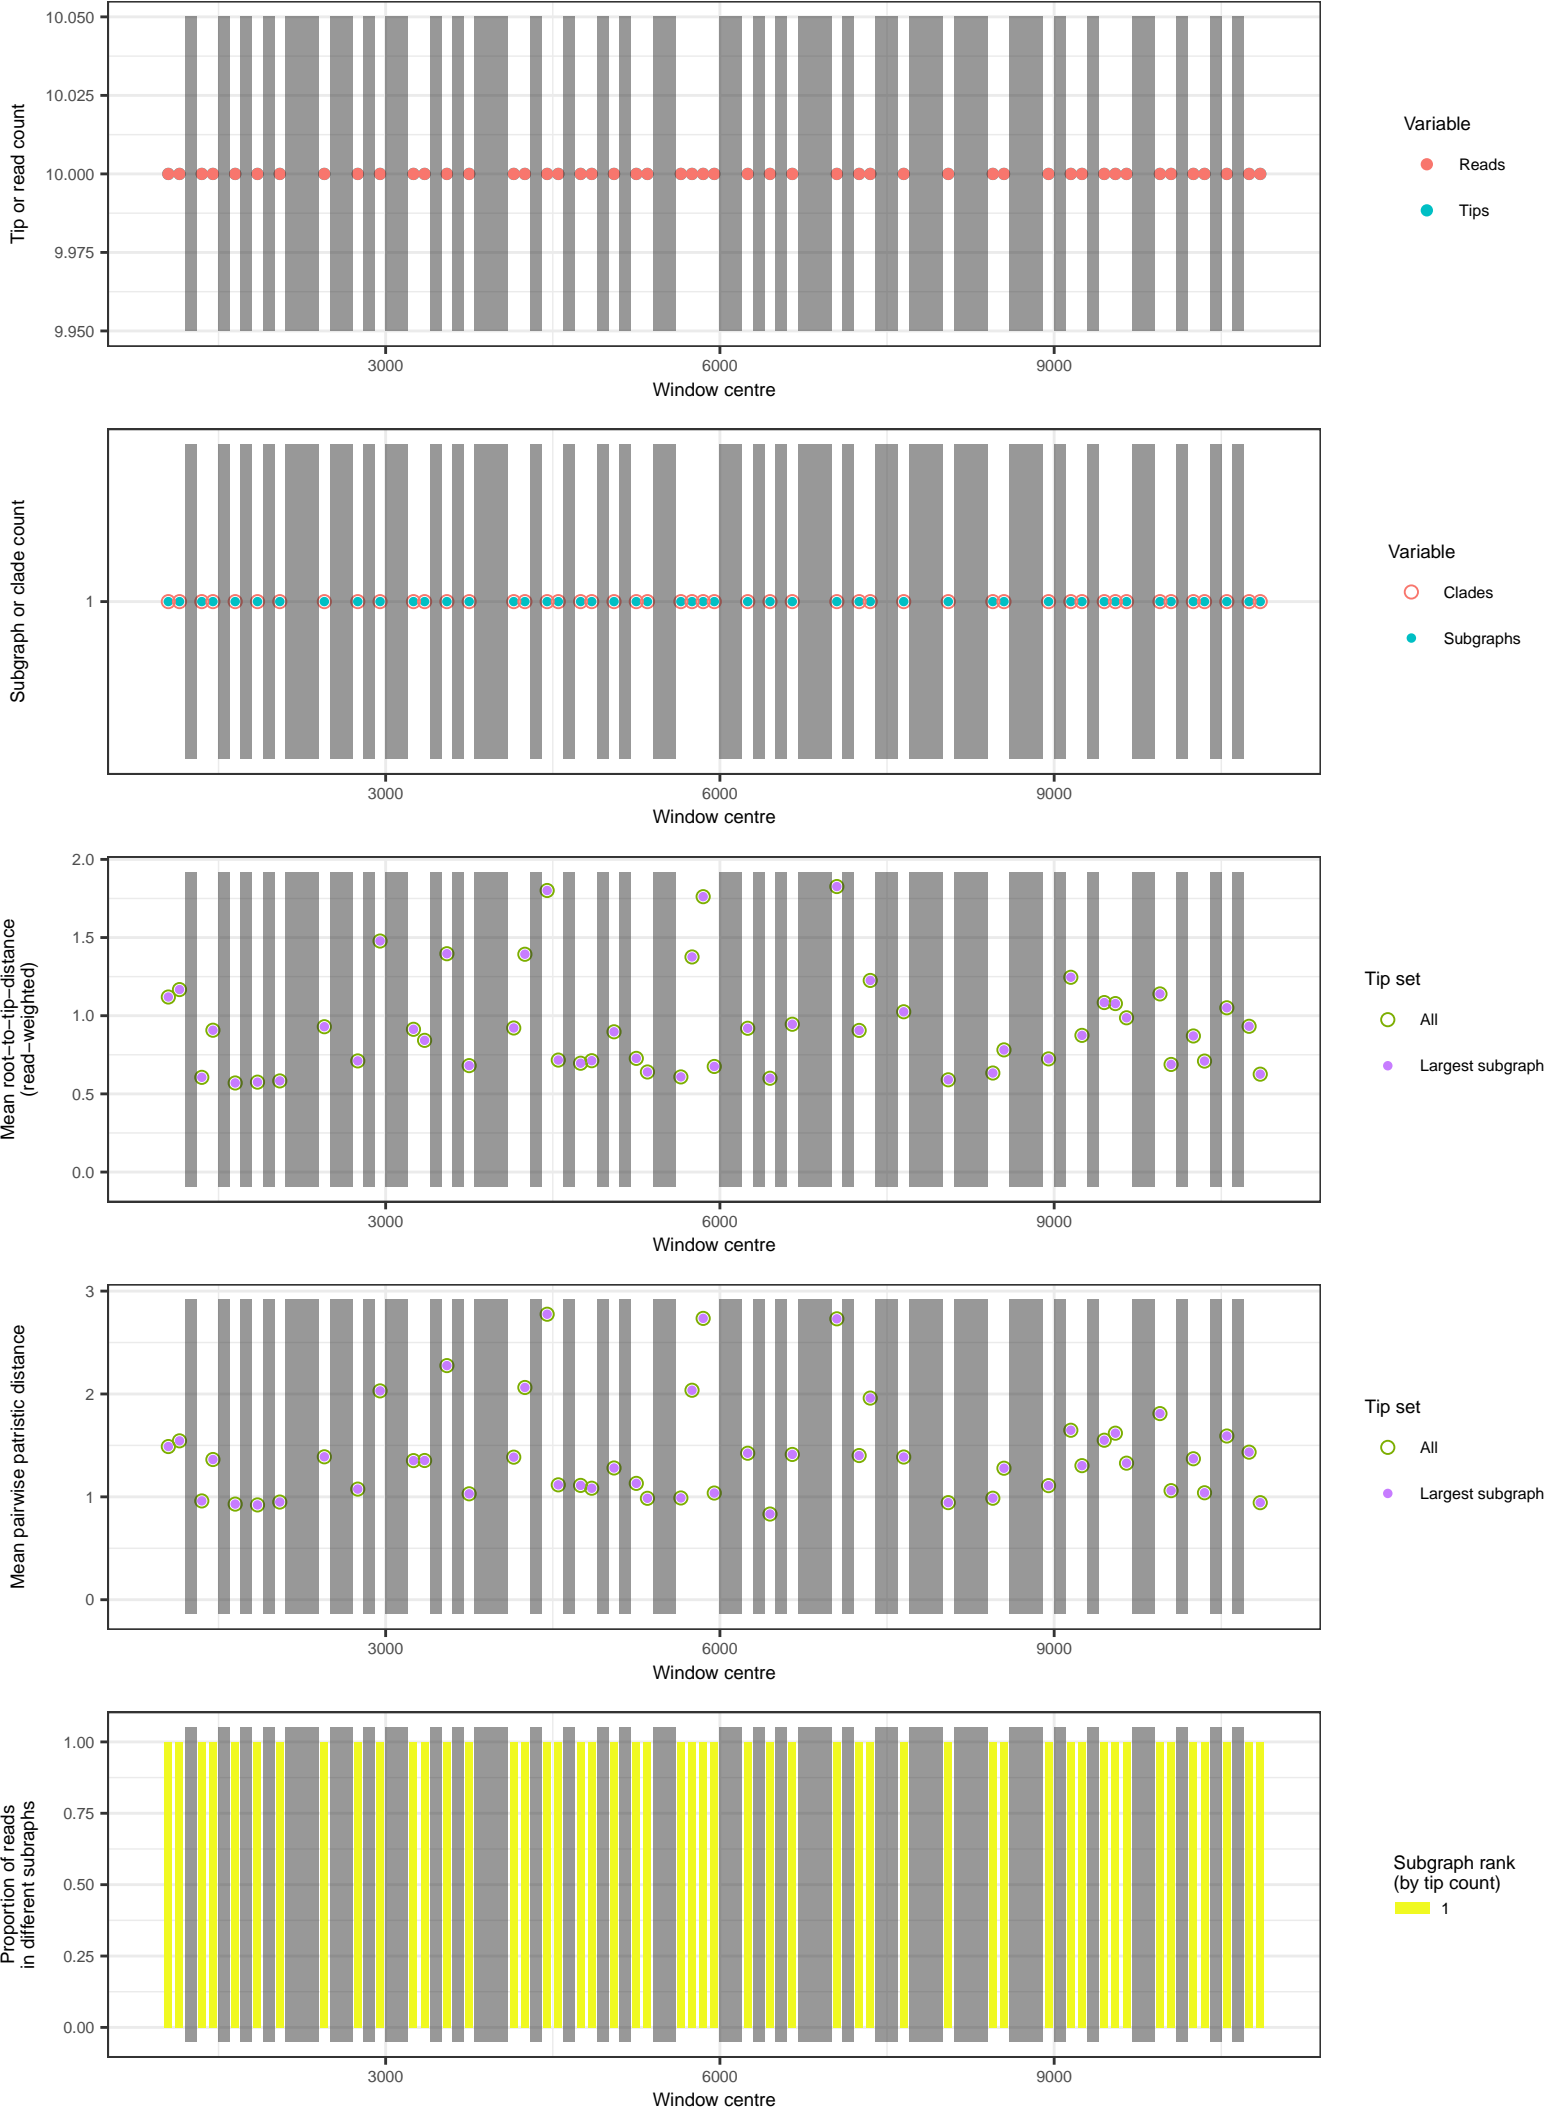 10.050
10.025
10.000
9.975
9.950
Tip or read count
3000
6000
9000
Window centre
Variable
Reads
Tips
1
Subgraph or clade count
3000
6000
9000
Window centre
Variable
Clades
Subgraphs
2.0
1.5
1.0
0.5
0.0
Mean root−to−tip−distance
(read−weighted)
3000
6000
9000
Window centre
Tip set
All
Largest subgraph
3
2
1
0
Mean pairwise patristic distance
3000
6000
9000
Window centre
Tip set
All
Largest subgraph
1.00
0.75
0.50
0.25
0.00
Proportion of reads
in different subraphs
3000
6000
9000
Window centre
Subgraph rank
(by tip count)
1